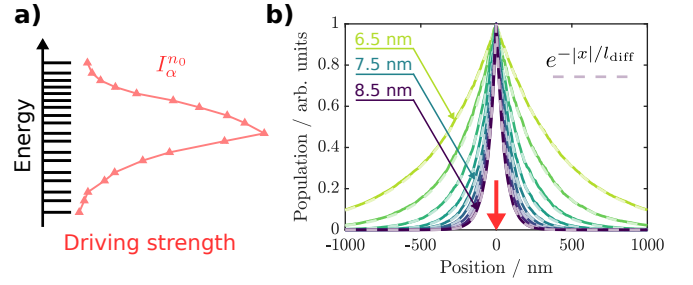 a)
Energy
I_α^{n_0}
Driving strength
b)
Population / arb. units
1
0.8
0.6
0.4
0.2
0
6.5 nm
7.5 nm
8.5 nm
e^{-|x|/l_diff}
-1000
-500
0
500
1000
Position / nm